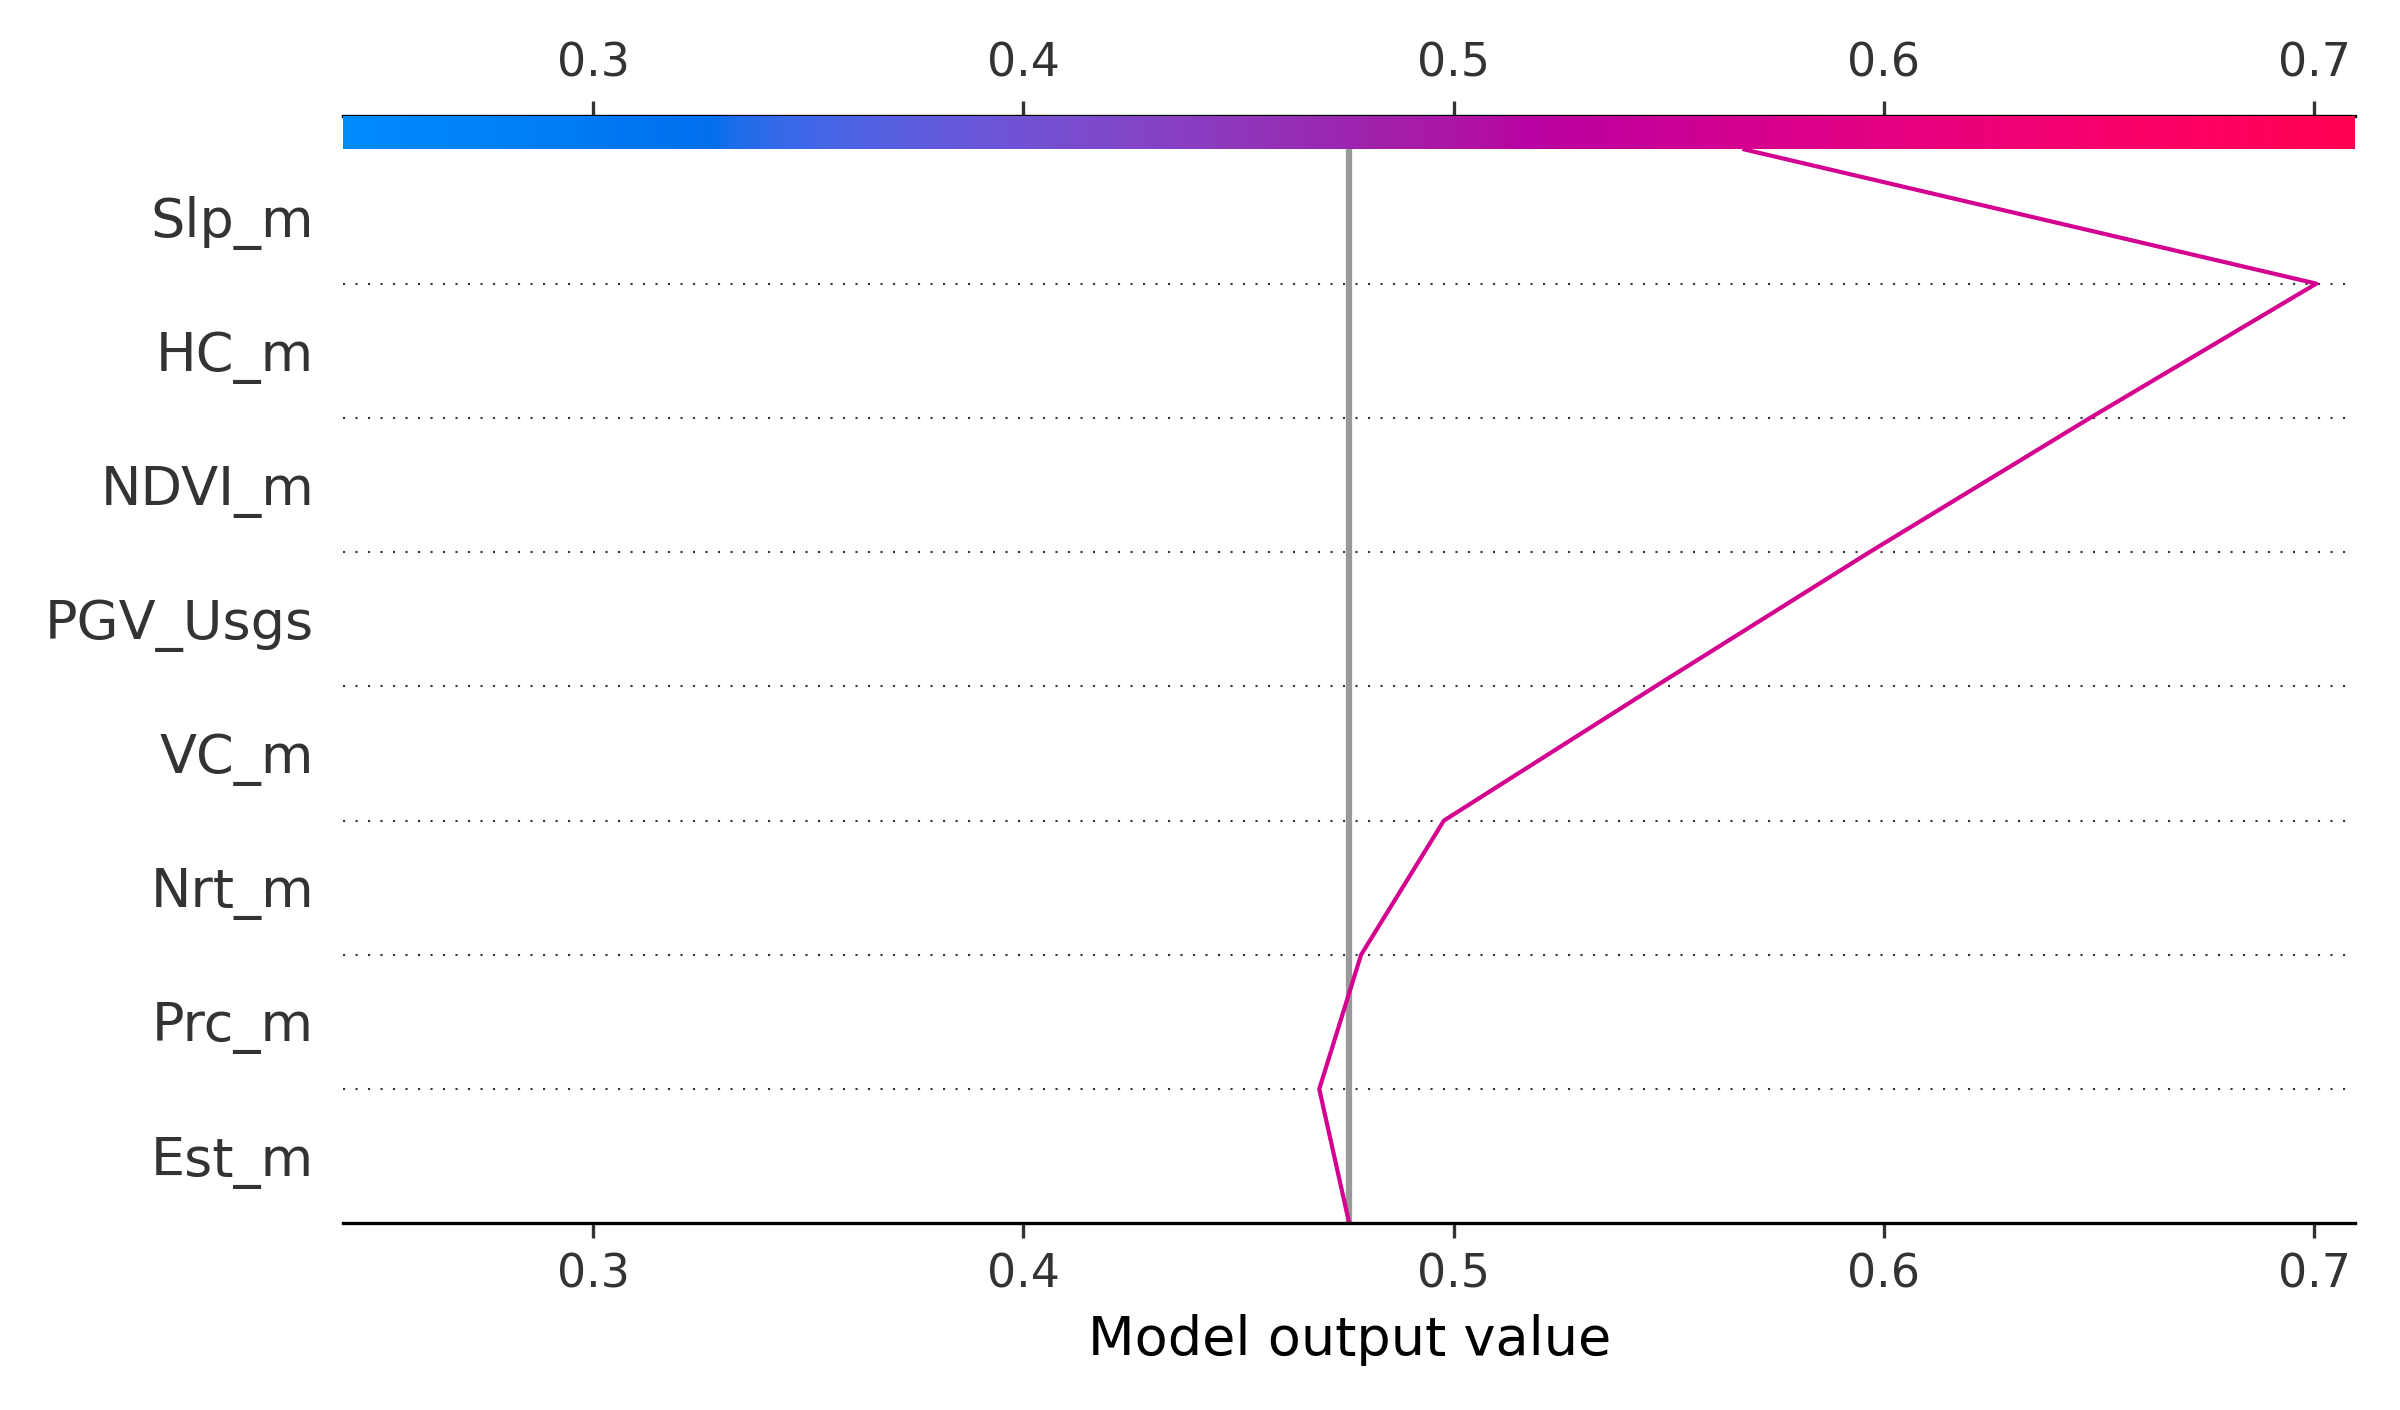 0.3 0.4 0.5 0.6 0.7
Slp_m
HC_m
NDVI_m
PGV_Usgs
VC_m
Nrt_m
Prc_m
Est_m
0.3 0.4 0.5 0.6 0.7
Model output value